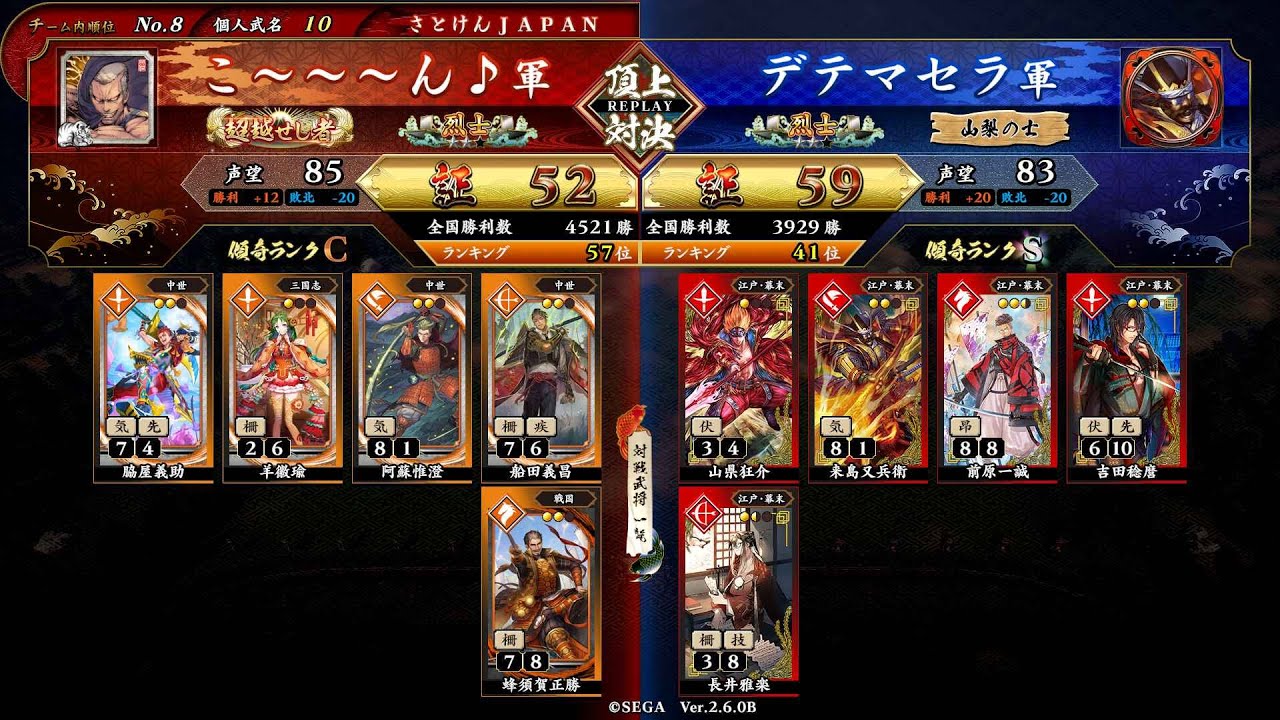 チーム内順位 No.8 個人武名 10 さとけんJAPAN
こ～～～ん♪軍
頂上
REPLAY
対決
デテマセラ軍
超越せし者
烈士
烈士
山梨の士
声望 85
勝利 +12 敗北 -20
証 52
証 59
声望 83
勝利 +20 敗北 -20
全国勝利数 4521勝
全国勝利数 3929勝
傾奇ランク C
ランキング 57位
ランキング 41位
傾奇ランク S
中世
三国志
中世
中世
江戸・幕末
江戸・幕末
江戸・幕末
江戸・幕末
気 先
柵
気
柵 疾
伏
気
昂
伏 先
7 4
2 6
8 1
7 6
3 4
8 1
8 8
6 10
脇屋義助
羊徽瑜
阿蘇惟澄
船田義昌
山県狂介
来島又兵衛
前原一誠
吉田稔麿
対戦武将一覧
戦国
江戸・幕末
柵
柵 技
7 8
3 8
蜂須賀正勝
長井雅楽
©SEGA Ver.2.6.0B